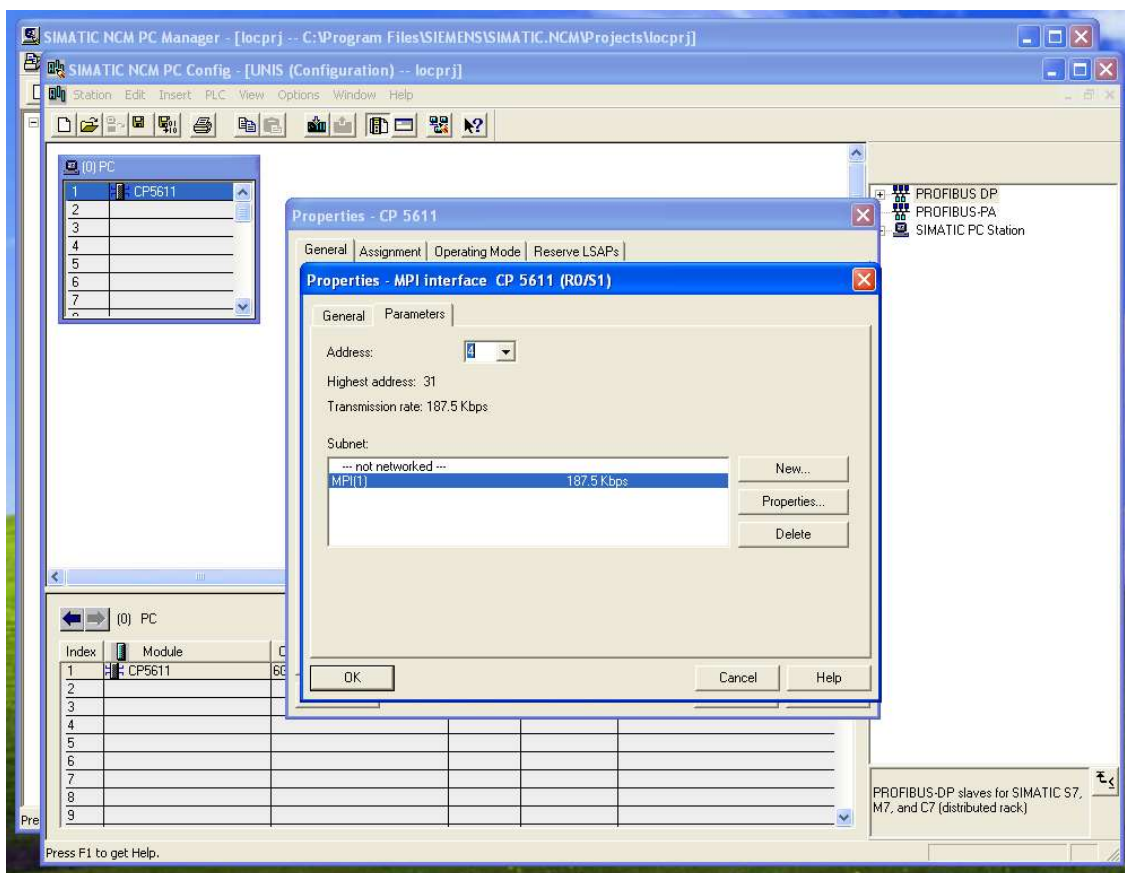 SIMATIC NCM PC Manager - [locprj -- C:\Program Files\SIEMENS\SIMATIC.NCM\Projects\locprj]
SIMATIC NCM PC Config - [UNIS (Configuration) -- locprj]
Station Edit Insert PLC View Options Window Help
(0) PC
1 CP5611
2
3
4
5
6
7
PROFIBUS DP
PROFIBUS-PA
SIMATIC PC Station
Properties - CP 5611
General Assignment Operating Mode Reserve LSAPs
Properties - MPI interface CP 5611 (R0/S1)
General Parameters
Address: 4
Highest address: 31
Transmission rate: 187.5 Kbps
Subnet:
--- not networked ---
MPI(1) 187.5 Kbps
New...
Properties...
Delete
OK Cancel Help
(0) PC
Index Module
1 CP5611
2
3
4
5
6
7
8
9
PROFIBUS-DP slaves for SIMATIC S7,
M7, and C7 (distributed rack)
Pre
Press F1 to get Help.